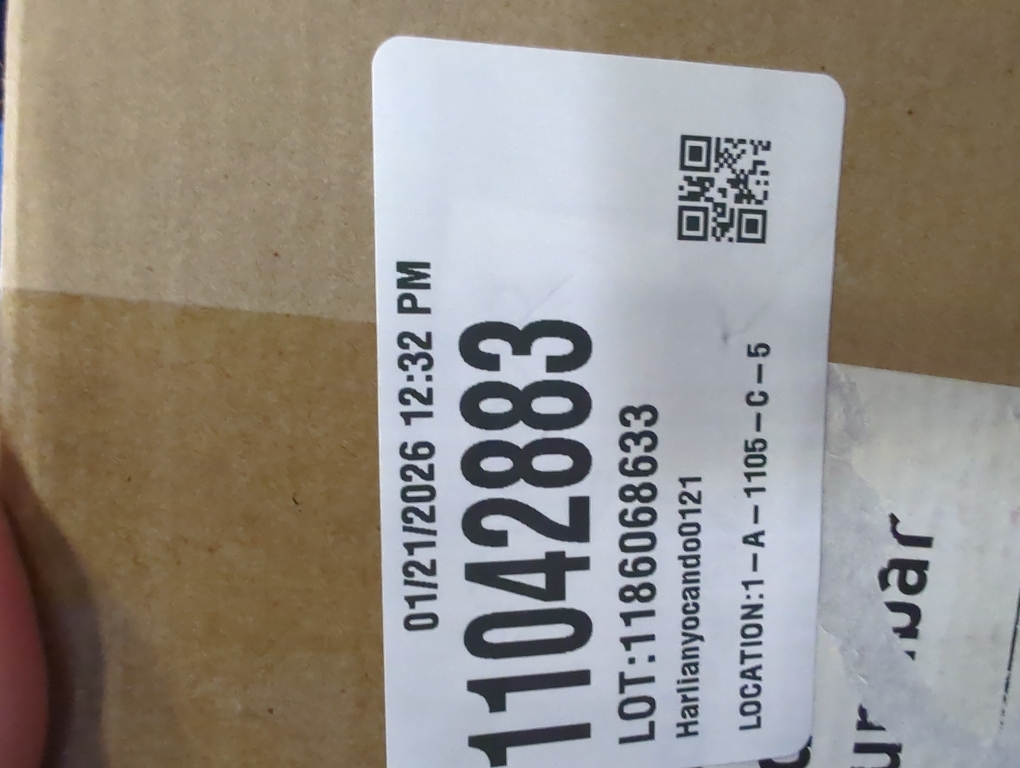 01/21/2026 12:32 PM
11042883
LOT:1186068633
Harlianyocando0121
LOCATION:1-A-1105-C-5